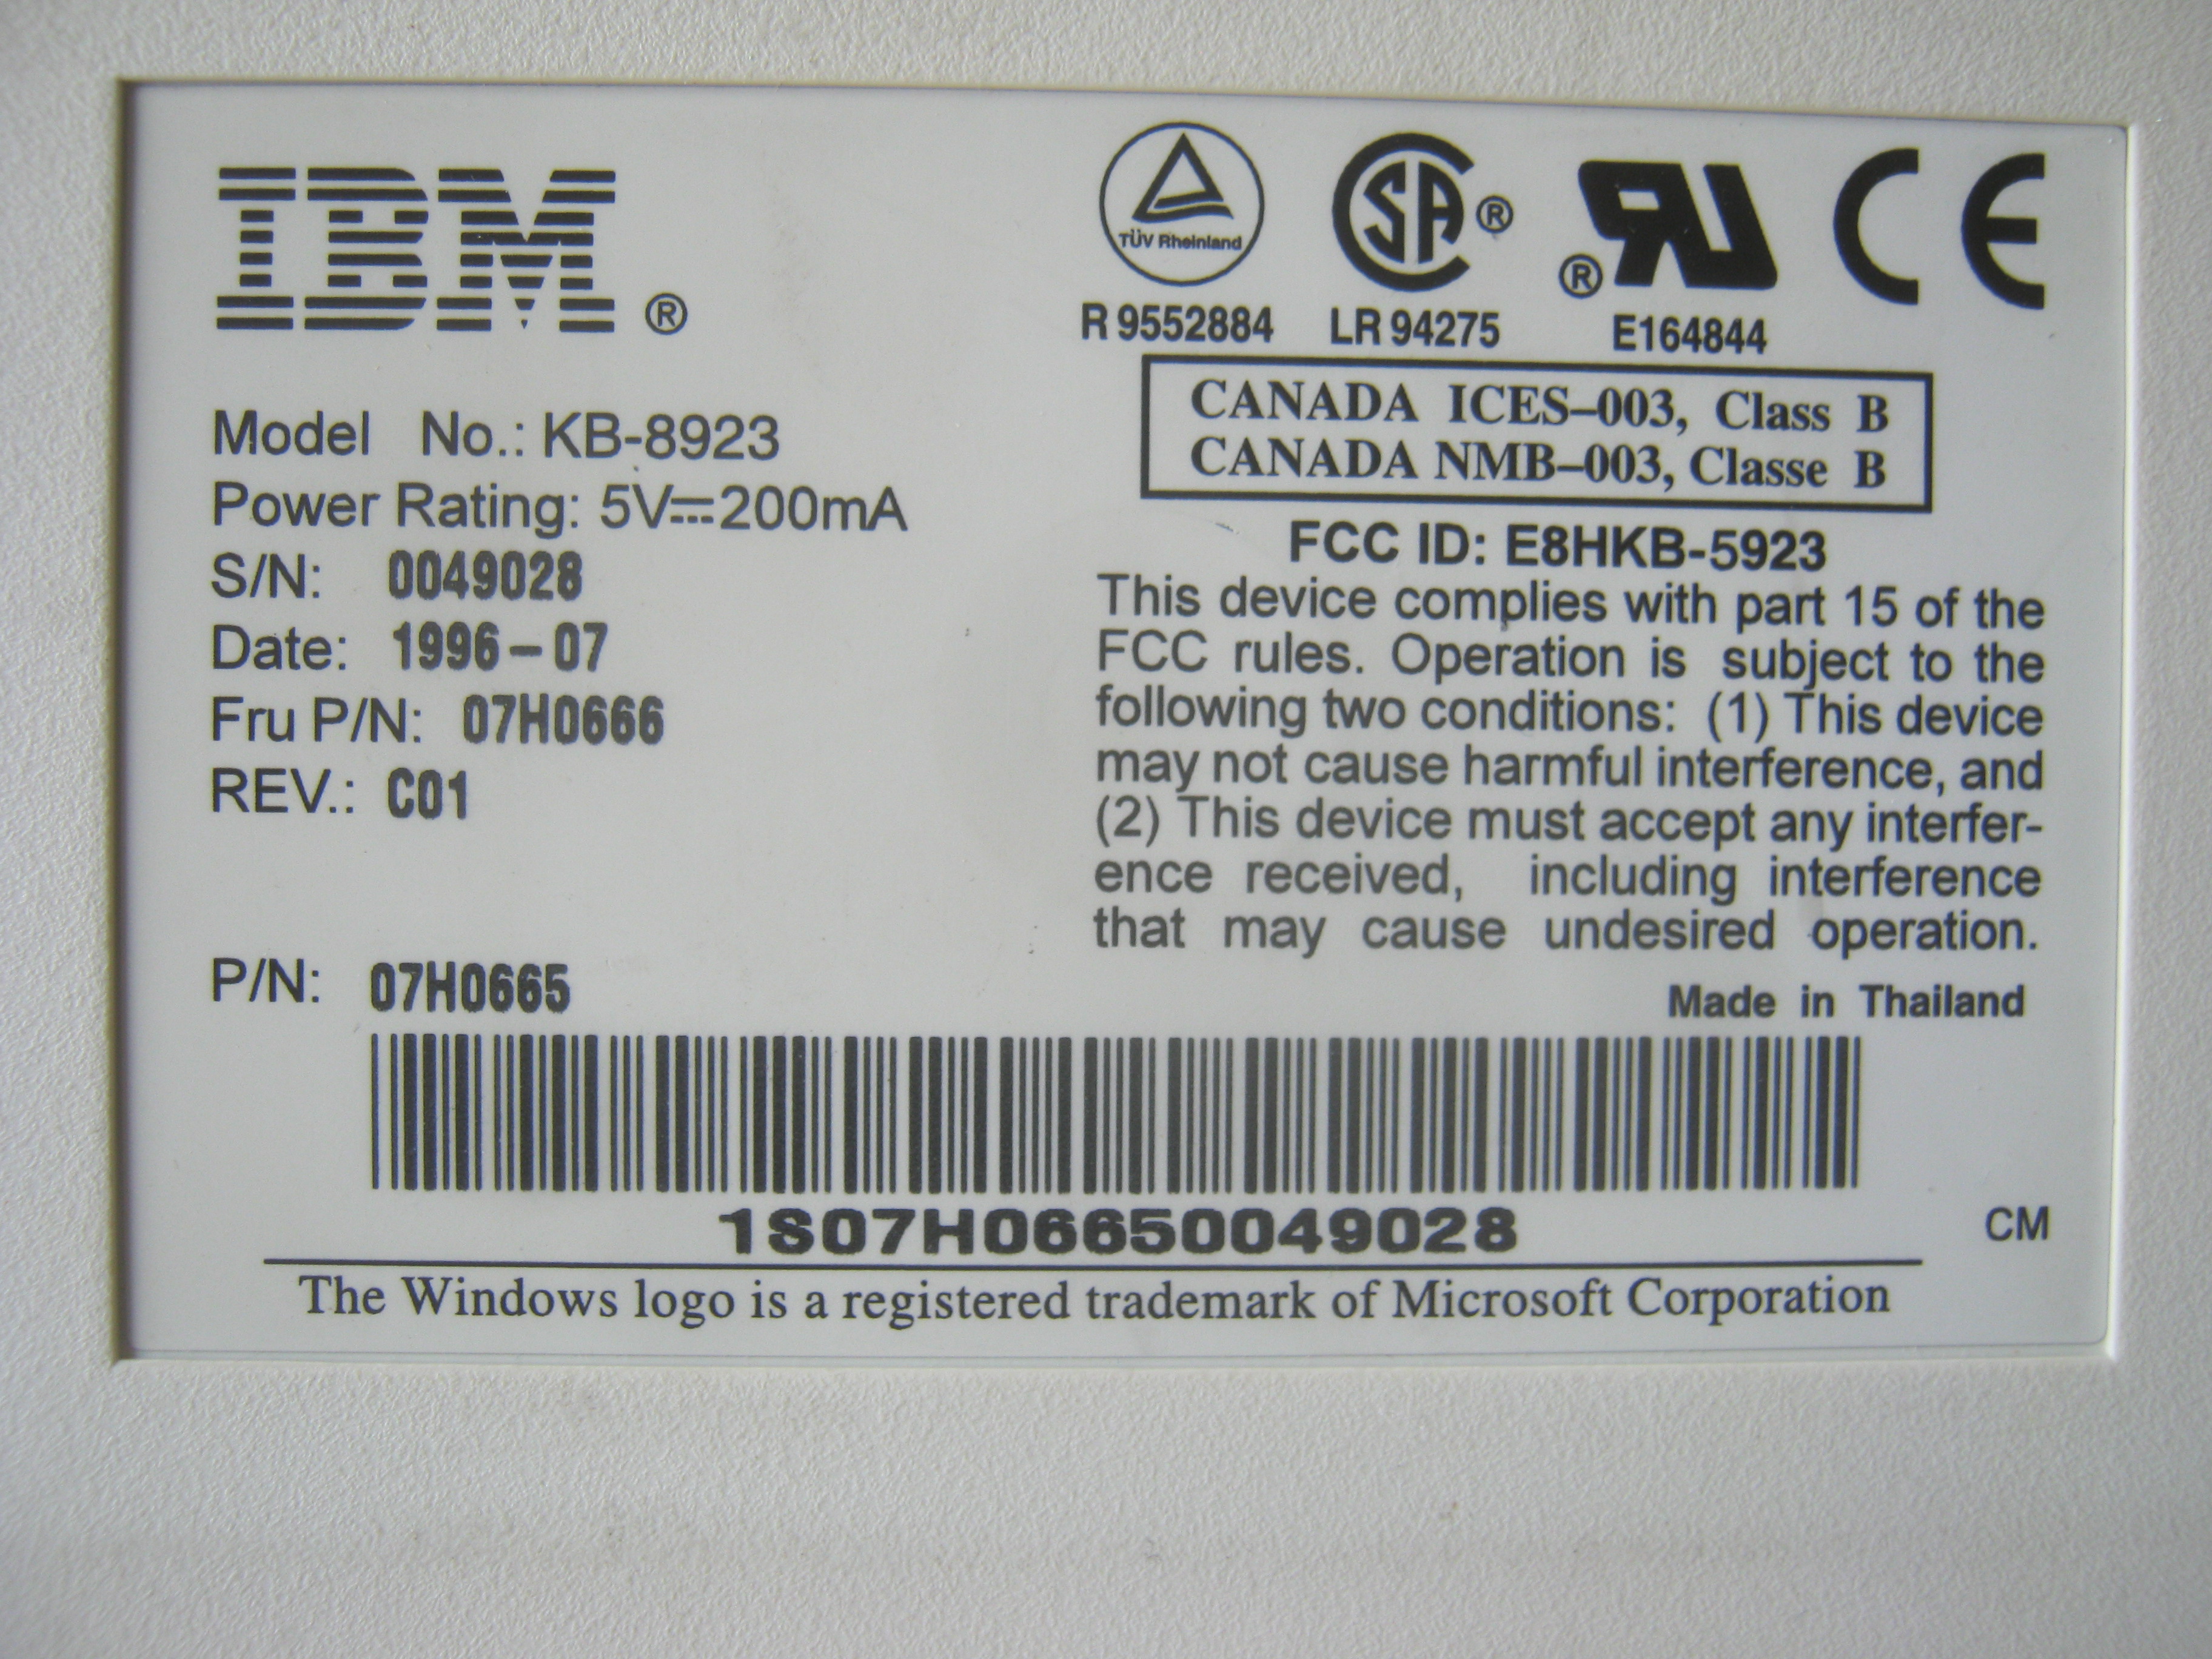 IBM®
Model No.: KB-8923
Power Rating: 5V⎓200mA
S/N: 0049028
Date: 1996-07
Fru P/N: 07H0666
REV.: C01
P/N: 07H0665
TÜV Rheinland
R 9552884
SA®
LR 94275
®RU
E164844
CE
CANADA ICES-003, Class B
CANADA NMB-003, Classe B
FCC ID: E8HKB-5923
This device complies with part 15 of the
FCC rules. Operation is subject to the
following two conditions: (1) This device
may not cause harmful interference, and
(2) This device must accept any interfer-
ence received, including interference
that may cause undesired operation.
Made in Thailand
1S07H06650049028
CM
The Windows logo is a registered trademark of Microsoft Corporation